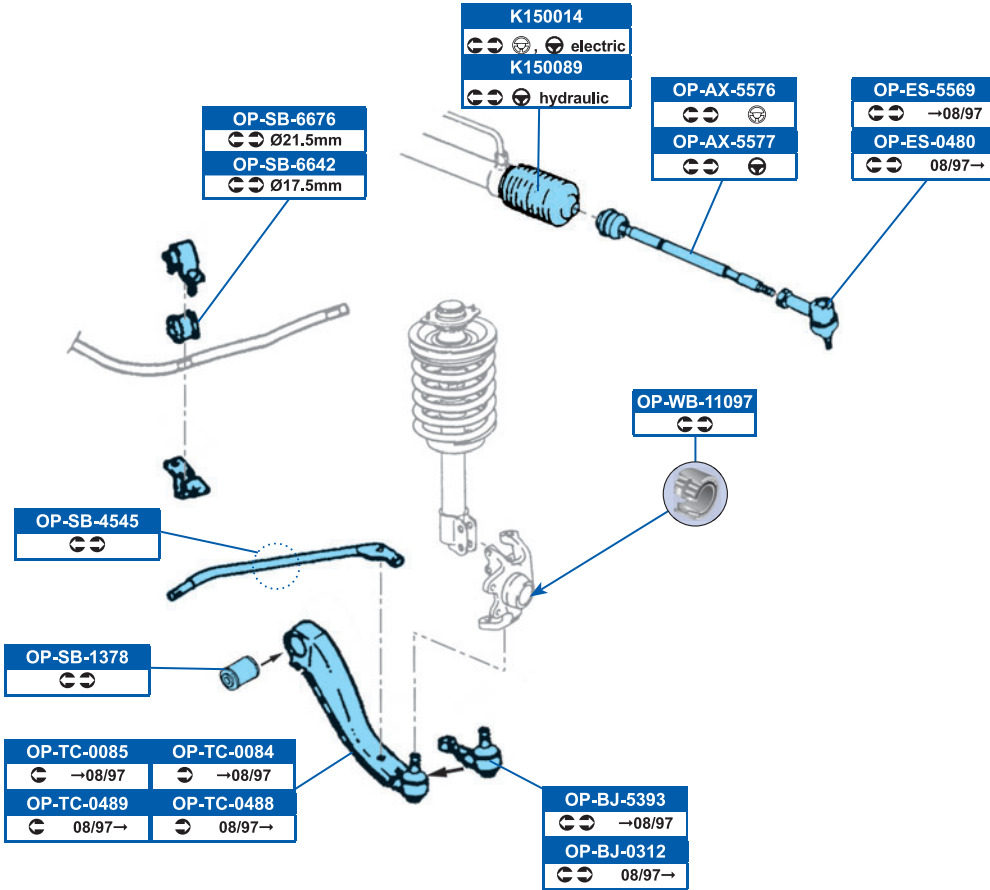 K150014
, electric
K150089
hydraulic
OP-SB-6676
Ø21.5mm
OP-SB-6642
Ø17.5mm
OP-AX-5576
OP-AX-5577
OP-ES-5569
→08/97
OP-ES-0480
08/97→
OP-WB-11097
OP-SB-4545
OP-SB-1378
OP-TC-0085 OP-TC-0084
→08/97 →08/97
OP-TC-0489 OP-TC-0488
08/97→ 08/97→
OP-BJ-5393
→08/97
OP-BJ-0312
08/97→